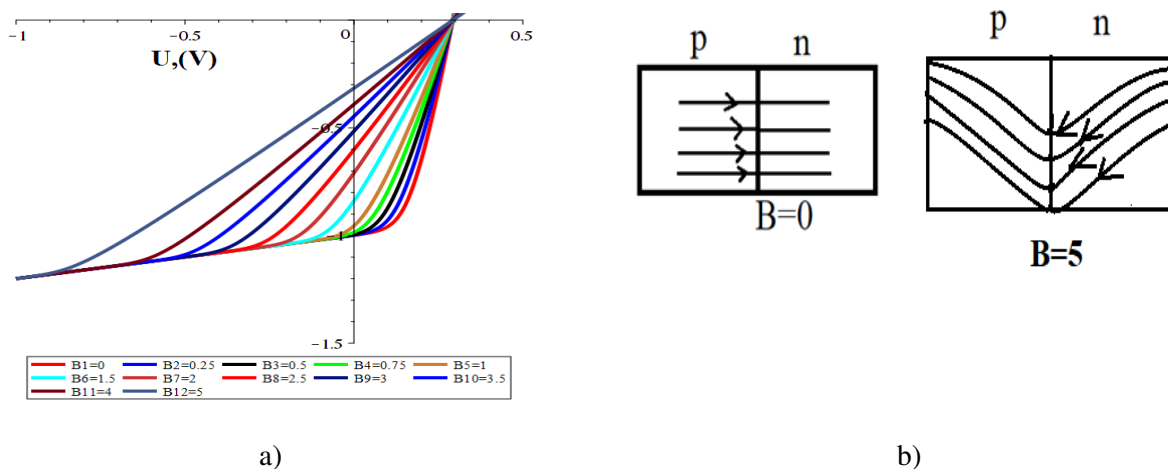 −1
−0.5
0
0.5
U,(V)
−0.5
−1
−1.5
B1=0 B2=0.25 B3=0.5 B4=0.75 B5=1
B6=1.5 B7=2 B8=2.5 B9=3 B10=3.5
B11=4 B12=5
a)
p n
B=0
p n
B=5
b)